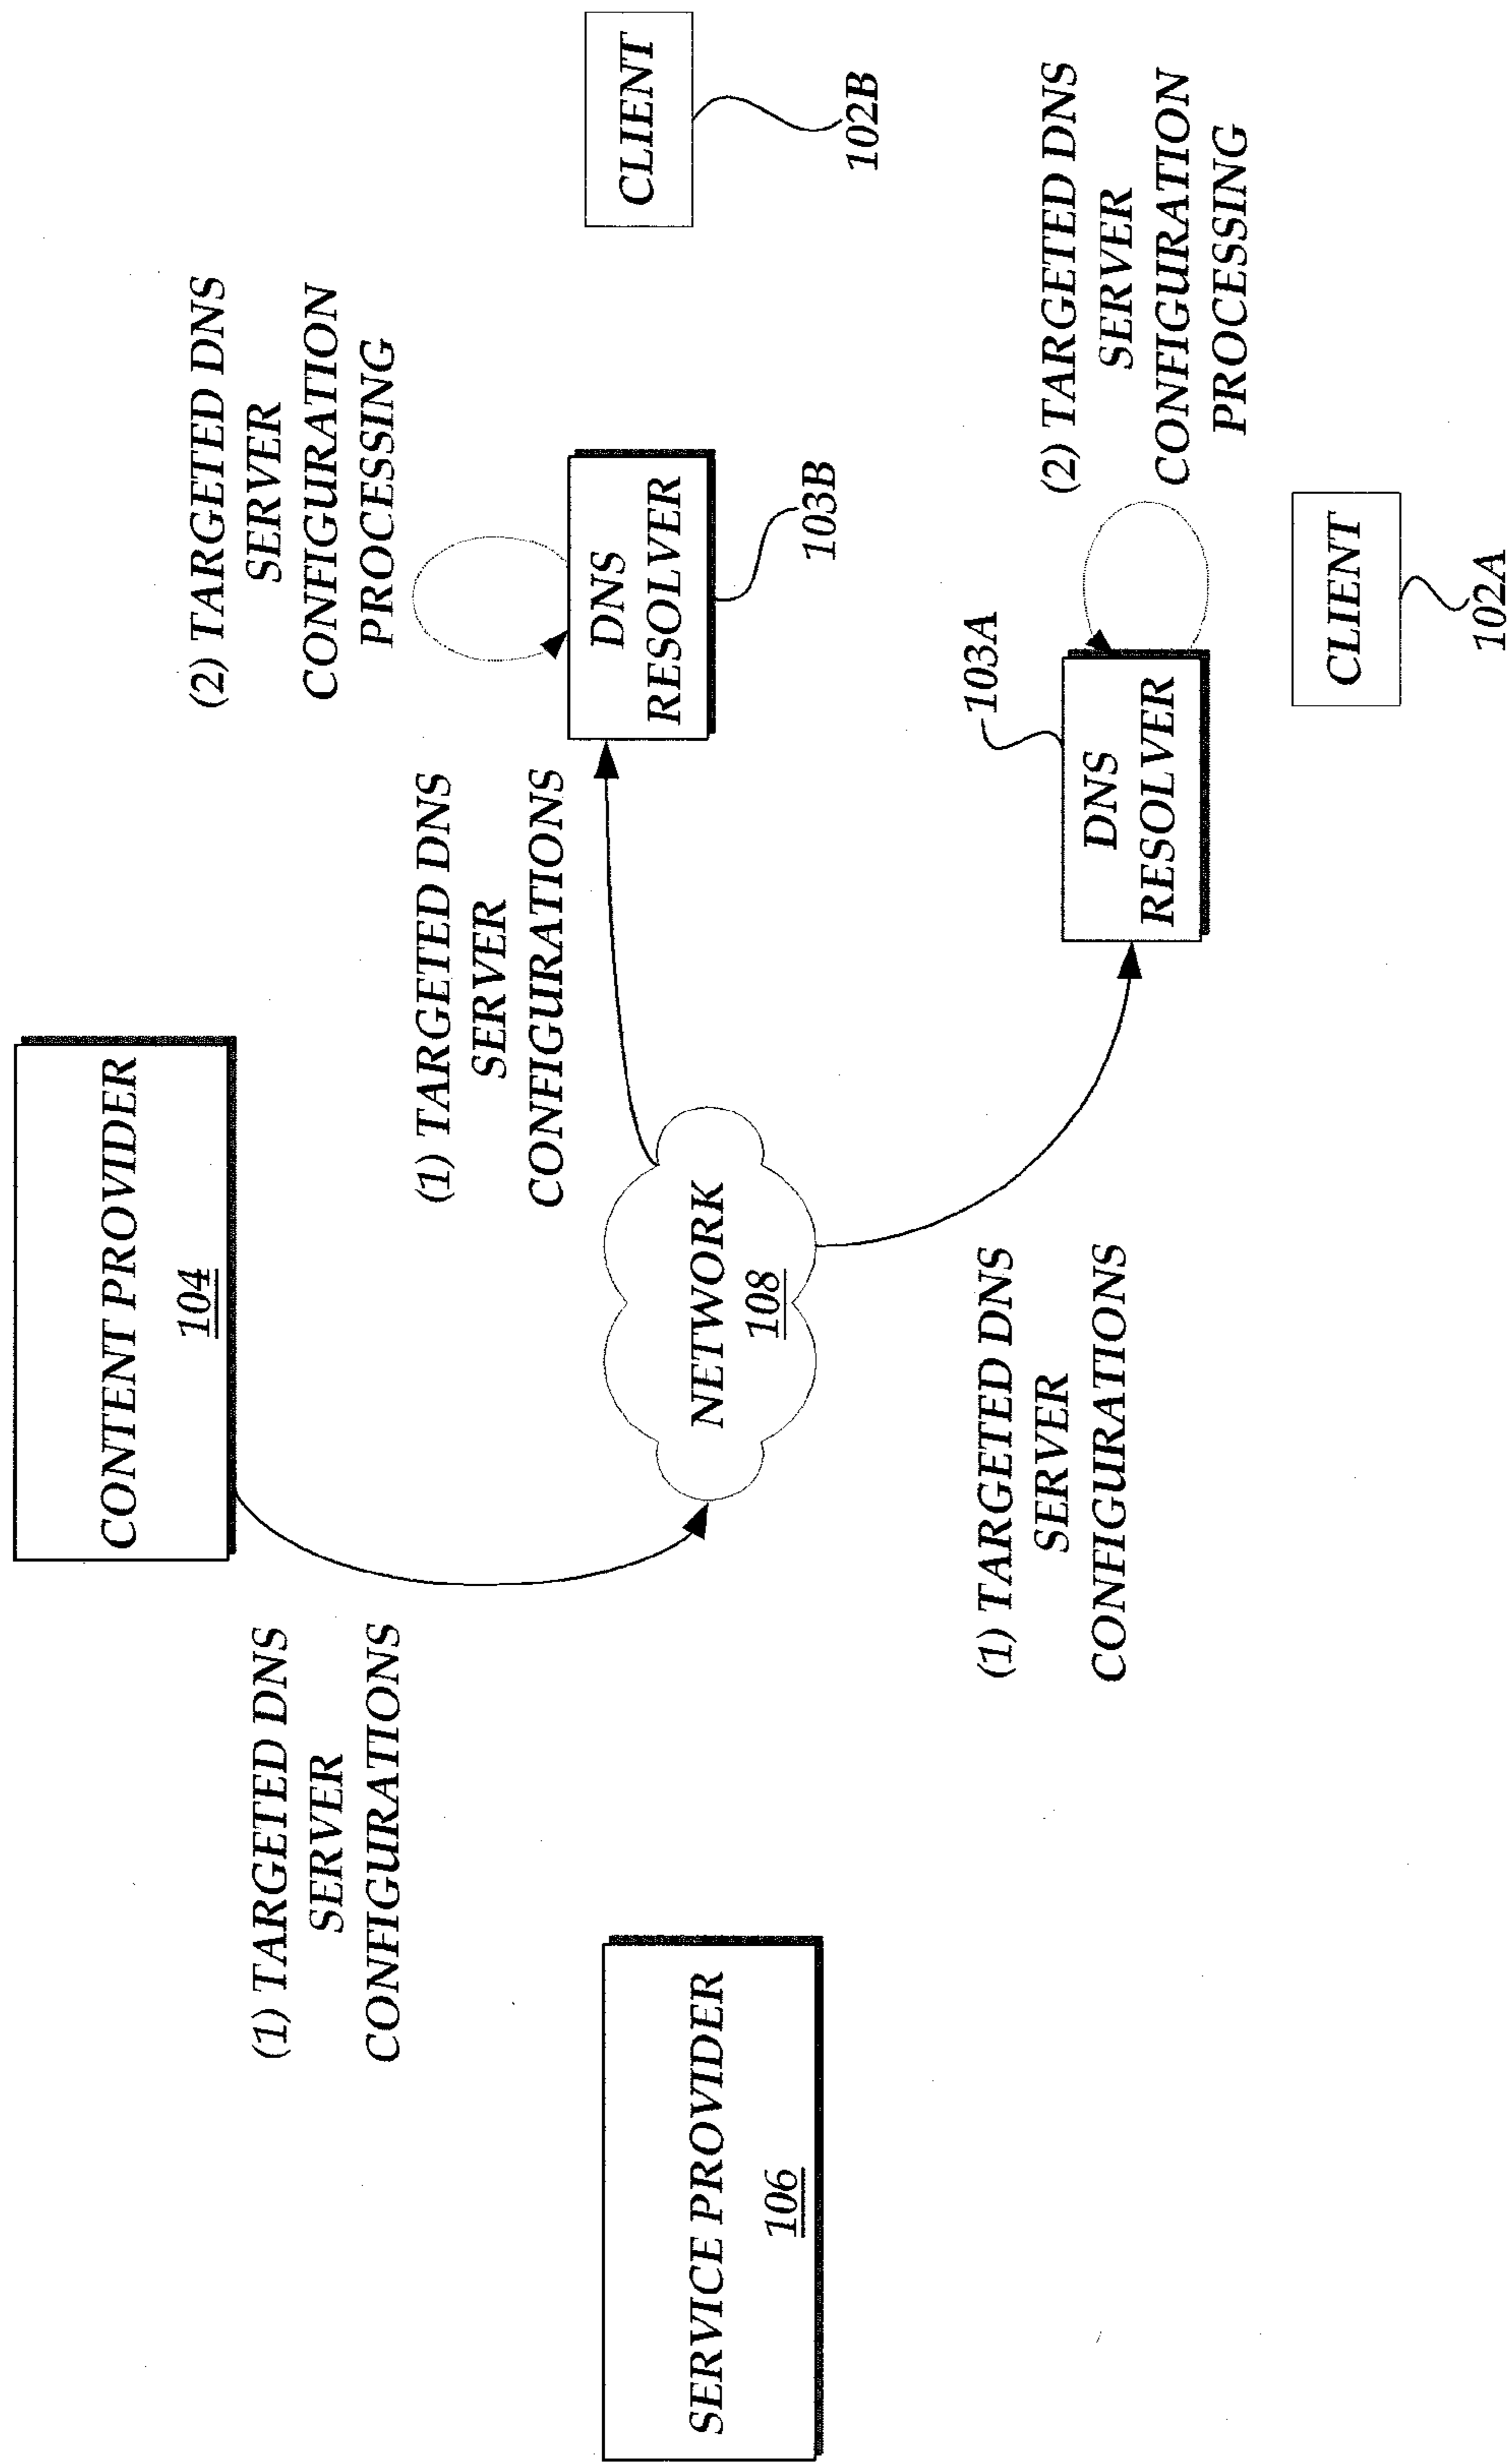 CONTENT PROVIDER
104
(1) TARGETED DNS
SERVER
CONFIGURATIONS
(2) TARGETED DNS
SERVER
CONFIGURATION
PROCESSING
(1) TARGETED DNS
SERVER
CONFIGURATIONS
SERVICE PROVIDER
106
NETWORK
108
DNS
RESOLVER
103B
CLIENT
102B
(1) TARGETED DNS
SERVER
CONFIGURATIONS
103A
DNS
RESOLVER
(2) TARGETED DNS
SERVER
CONFIGURATION
PROCESSING
CLIENT
102A